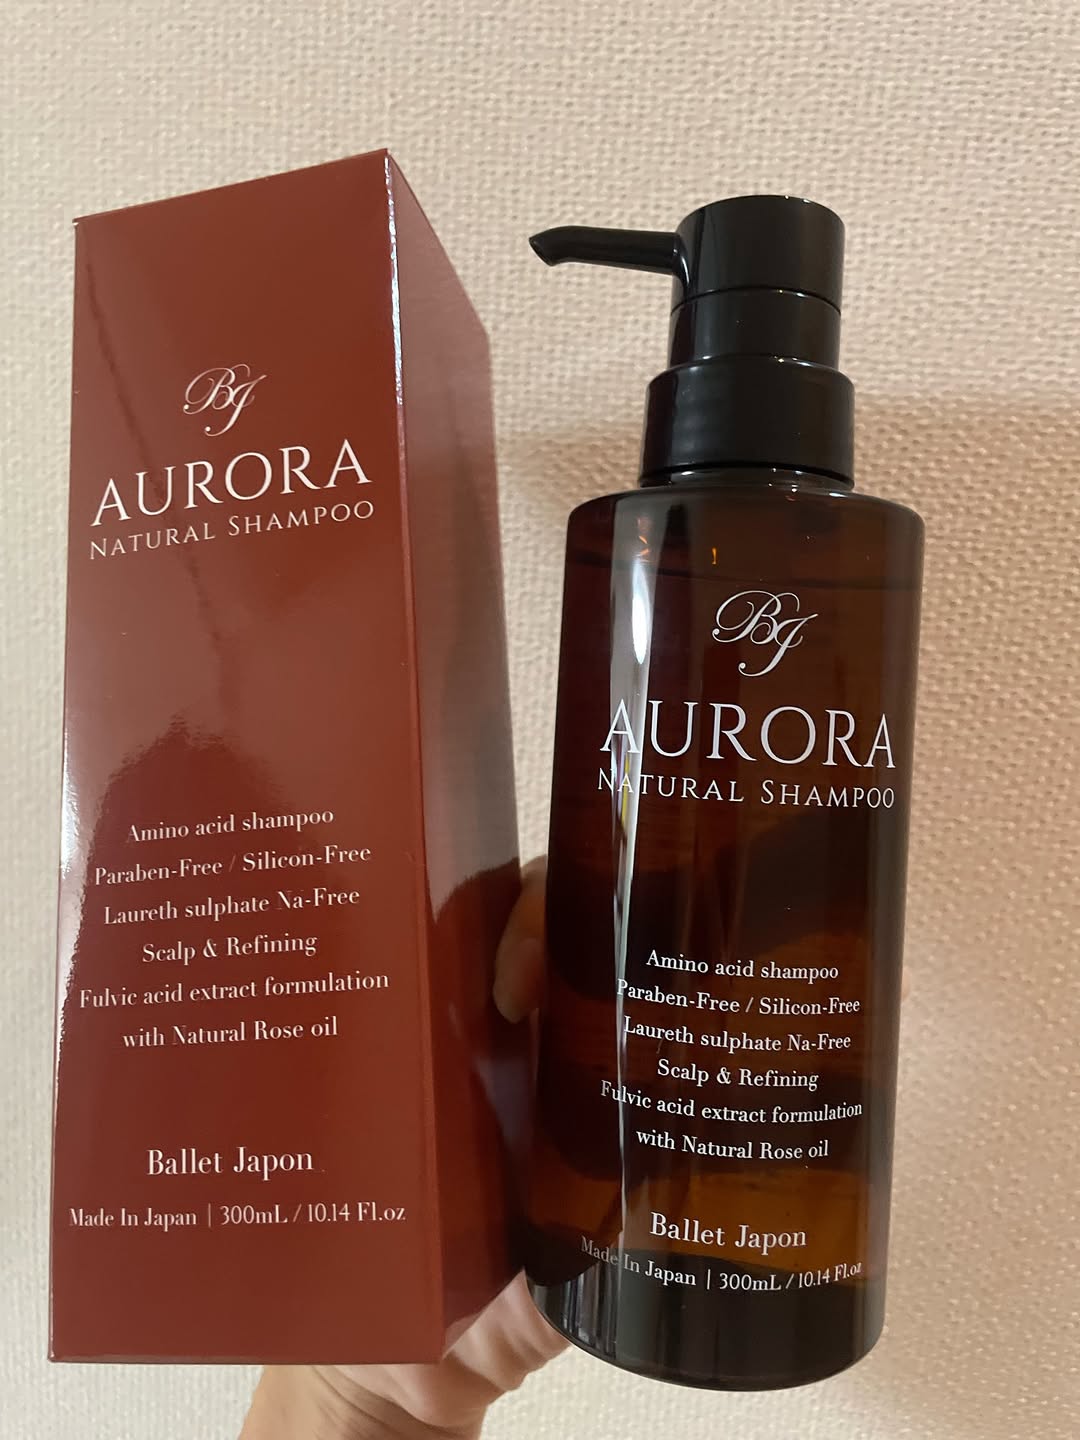 BJ
AURORA
NATURAL SHAMPOO
Amino acid shampoo
Paraben-Free / Silicon-Free
Laureth sulphate Na-Free
Scalp & Refining
Fulvic acid extract formulation
with Natural Rose oil
Ballet Japon
Made In Japan | 300mL / 10.14 Fl.oz
BJ
AURORA
NATURAL SHAMPOO
Amino acid shampoo
Paraben-Free / Silicon-Free
Laureth sulphate Na-Free
Scalp & Refining
Fulvic acid extract formulation
with Natural Rose oil
Ballet Japon
Made In Japan | 300mL / 10.14 Fl.oz